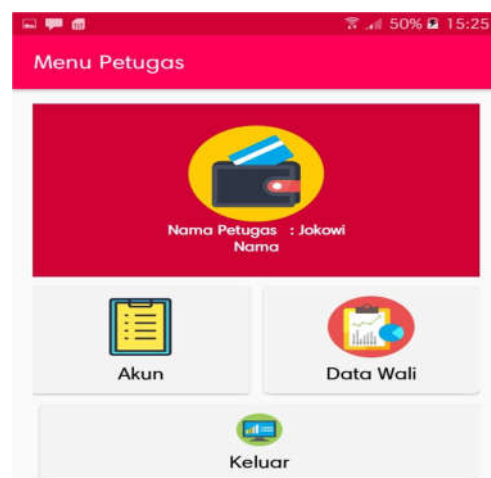 50% 15:25
Menu Petugas
Nama Petugas : Jokowi
Nama
Akun
Data Wali
Keluar